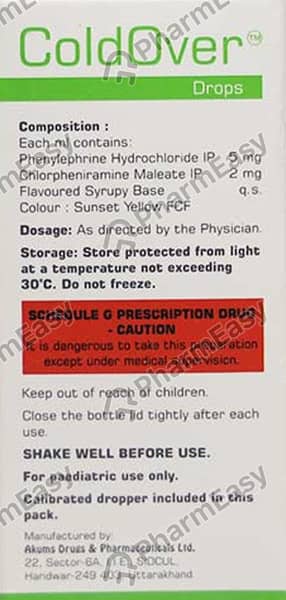 ColdOver™
Drops
Composition :
Each ml contains:
Phenylephrine Hydrochloride IP 5 mg
Chlorpheniramine Maleate IP 2 mg
Flavoured Syrupy Base q.s.
Colour : Sunset Yellow FCF
Dosage: As directed by the Physician.
Storage: Store protected from light
at a temperature not exceeding
30°C. Do not freeze.
SCHEDULE G PRESCRIPTION DRUG
- CAUTION
It is dangerous to take this preparation
except under medical supervision.
Keep out of reach of children.
Close the bottle lid tightly after each
use.
SHAKE WELL BEFORE USE.
For paediatric use only.
Calibrated dropper included in this
pack.
Manufactured by:
Akums Drugs & Pharmaceuticals Ltd.
22, Sector-6A, IIE, SIDCUL,
Haridwar-249 403, Uttarakhand
PharmEasy
PharmEasy
PharmEasy
PharmEasy